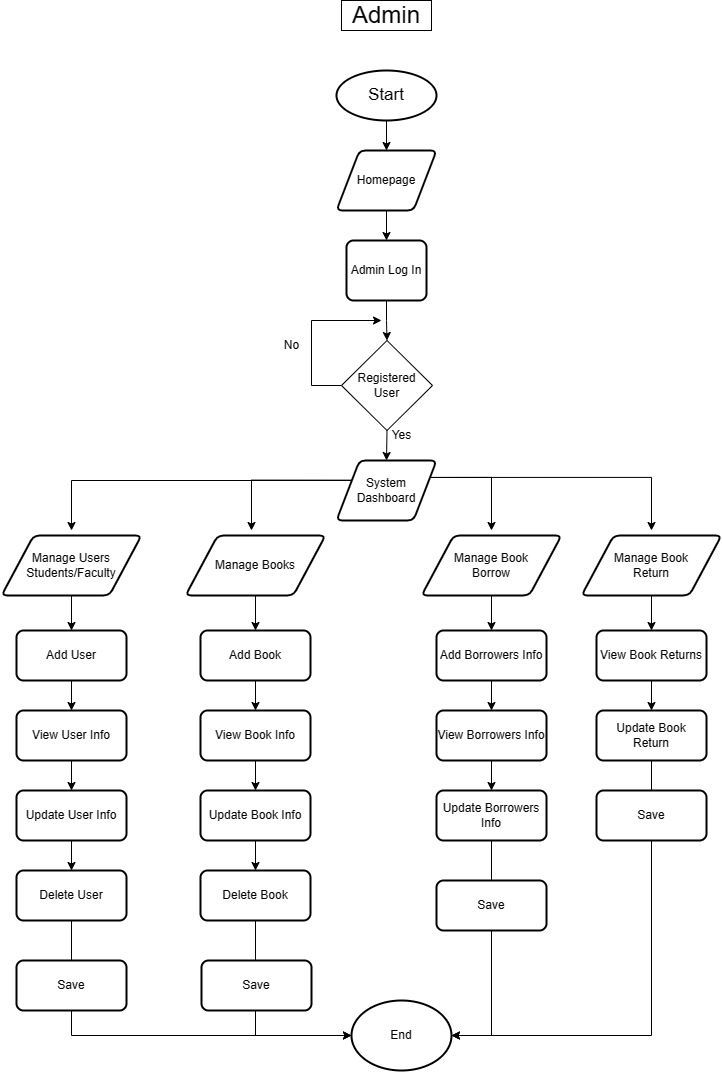 Admin
Start
Homepage
Admin Log In
No
Registered
User
Yes
System
Dashboard
Manage Users
Students/Faculty
Manage Books
Manage Book
Borrow
Manage Book
Return
Add User
Add Book
Add Borrowers Info
View Book Returns
View User Info
View Book Info
View Borrowers Info
Update Book
Return
Update User Info
Update Book Info
Update Borrowers
Info
Save
Delete User
Delete Book
Save
Save
Save
End